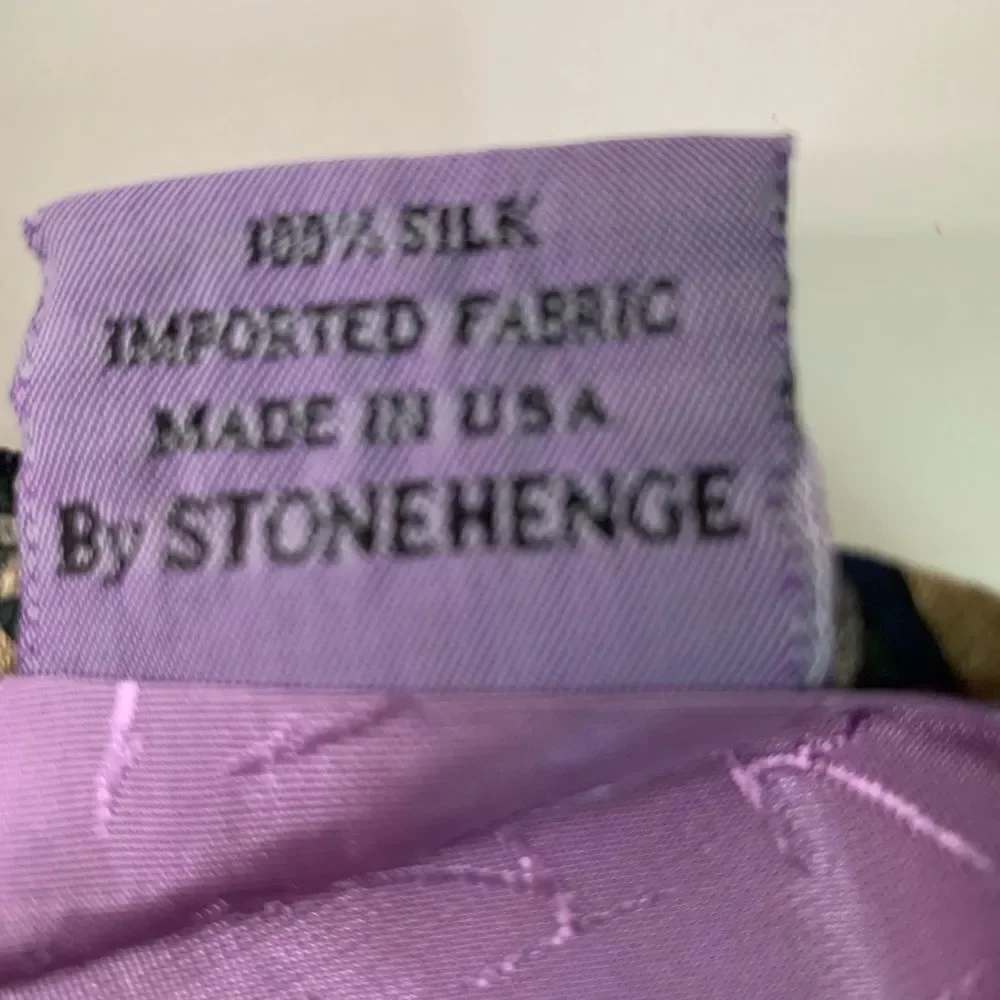 100% SILK
IMPORTED FABRIC
MADE IN USA
By STONEHENGE